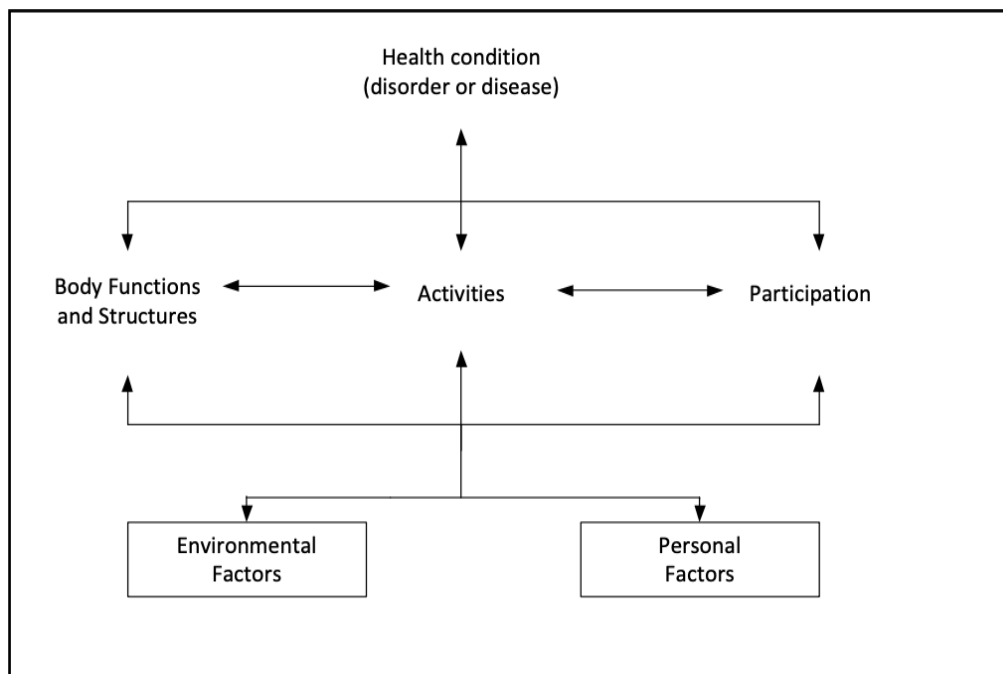 Health condition
(disorder or disease)
Body Functions
and Structures
Activities
Participation
Environmental
Factors
Personal
Factors